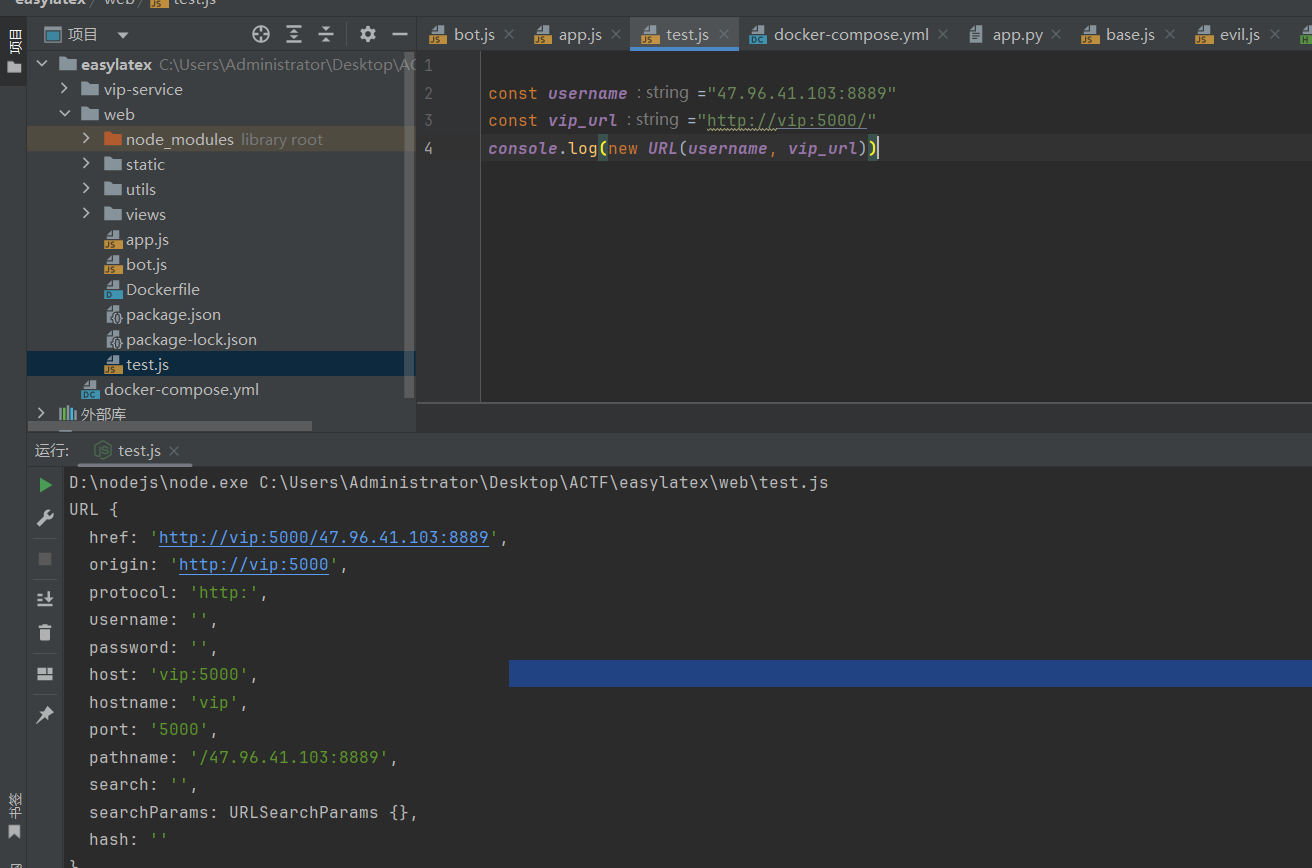 easylatex / web / test.js
项目
项目
bot.js
app.js
test.js
docker-compose.yml
app.py
base.js
evil.js
easylatex C:\Users\Administrator\Desktop\AC
vip-service
web
node_modules library root
static
utils
views
app.js
bot.js
Dockerfile
package.json
package-lock.json
test.js
docker-compose.yml
外部库
1
2 const username : string ="47.96.41.103:8889"
3 const vip_url : string ="http://vip:5000/"
4 console.log(new URL(username, vip_url))
运行: test.js
D:\nodejs\node.exe C:\Users\Administrator\Desktop\ACTF\easylatex\web\test.js
URL {
href: 'http://vip:5000/47.96.41.103:8889',
origin: 'http://vip:5000',
protocol: 'http:',
username: '',
password: '',
host: 'vip:5000',
hostname: 'vip',
port: '5000',
pathname: '/47.96.41.103:8889',
search: '',
searchParams: URLSearchParams {},
hash: ''
}
书签